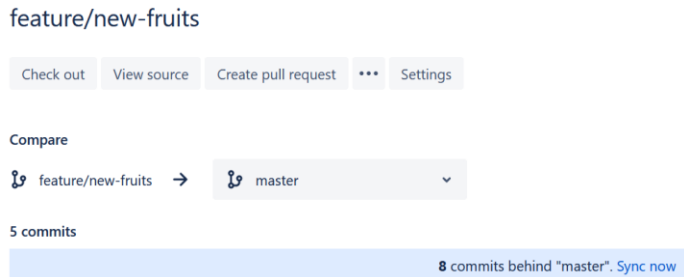 feature/new-fruits
Check out View source Create pull request ••• Settings
Compare
feature/new-fruits → master
5 commits
8 commits behind "master". Sync now